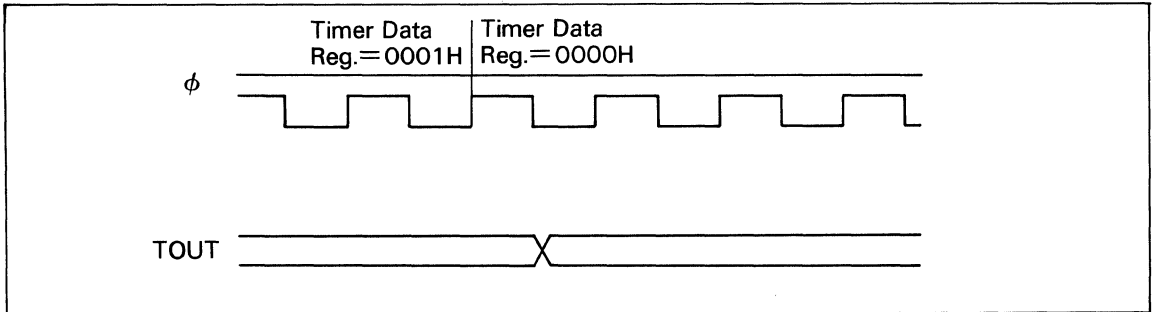 Timer Data
Reg.=0001H
Timer Data
Reg.=0000H
ϕ
TOUT